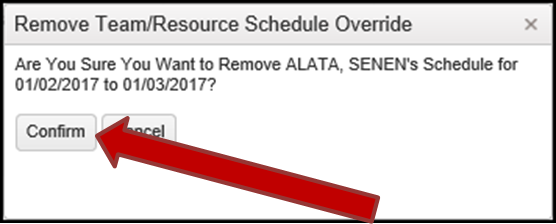 Remove Team/Resource Schedule Override
Are You Sure You Want to Remove ALATA, SENEN's Schedule for
01/02/2017 to 01/03/2017?
Confirm Cancel